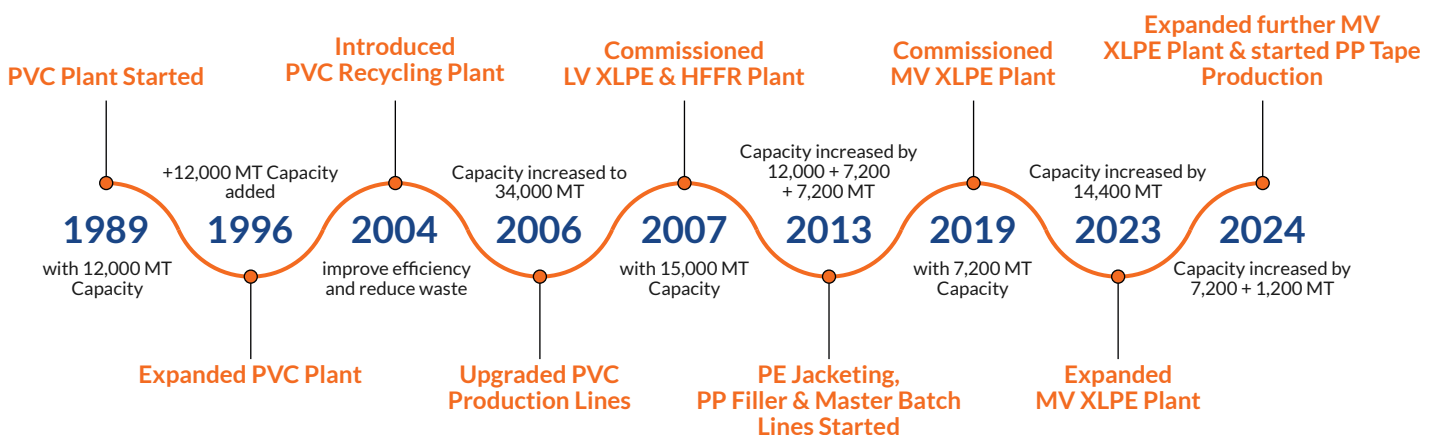 PVC Plant Started
1989
with 12,000 MT
Capacity
+12,000 MT Capacity
added
1996
Expanded PVC Plant
Introduced
PVC Recycling Plant
2004
improve efficiency
and reduce waste
Capacity increased to
34,000 MT
2006
Upgraded PVC
Production Lines
Commissioned
LV XLPE & HFFR Plant
2007
with 15,000 MT
Capacity
Capacity increased by
12,000 + 7,200
+ 7,200 MT
2013
PE Jacketing,
PP Filler & Master Batch
Lines Started
Commissioned
MV XLPE Plant
2019
with 7,200 MT
Capacity
Capacity increased by
14,400 MT
2023
Expanded
MV XLPE Plant
Expanded further MV
XLPE Plant & started PP Tape
Production
2024
Capacity increased by
7,200 + 1,200 MT